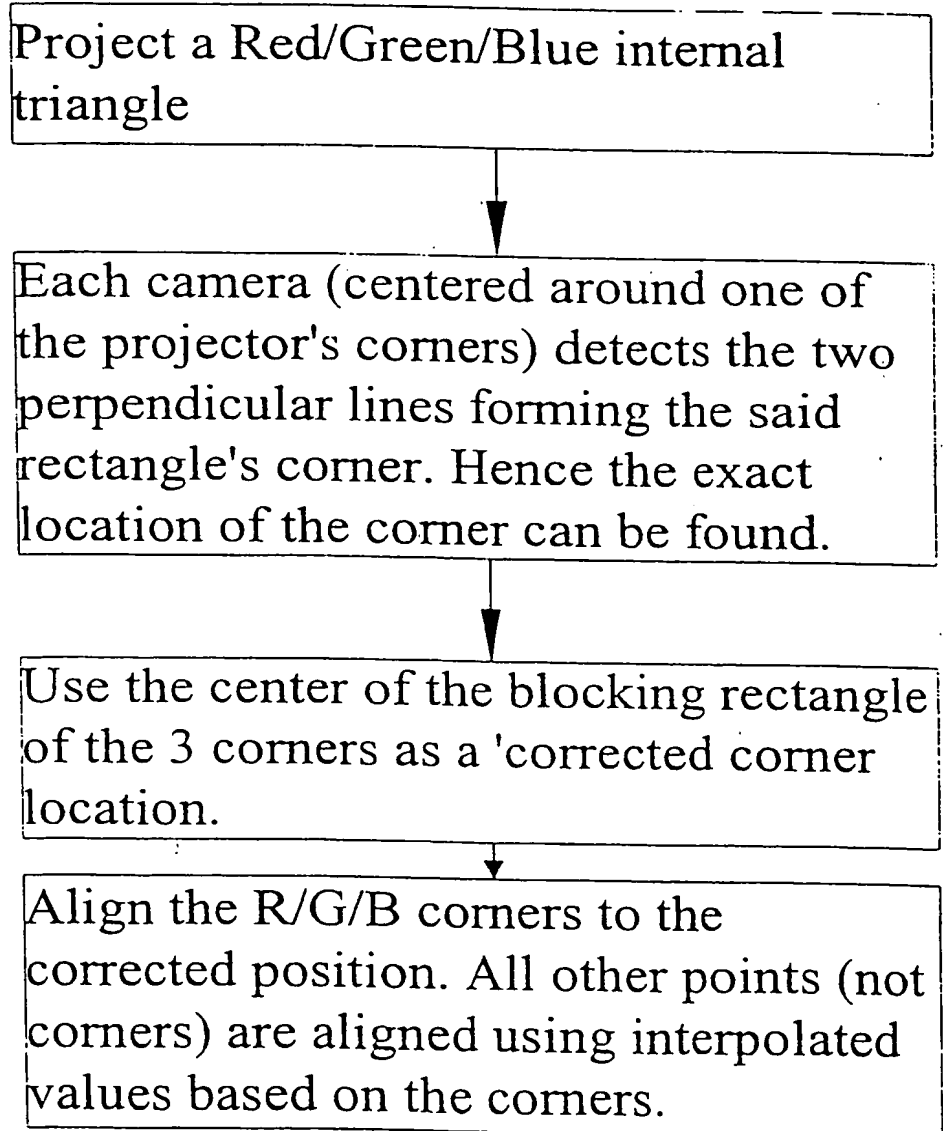 Project a Red/Green/Blue internal
triangle
Each camera (centered around one of
the projector's corners) detects the two
perpendicular lines forming the said
rectangle's corner. Hence the exact
location of the corner can be found.
Use the center of the blocking rectangle
of the 3 corners as a 'corrected corner
location.
Align the R/G/B corners to the
corrected position. All other points (not
corners) are aligned using interpolated
values based on the corners.